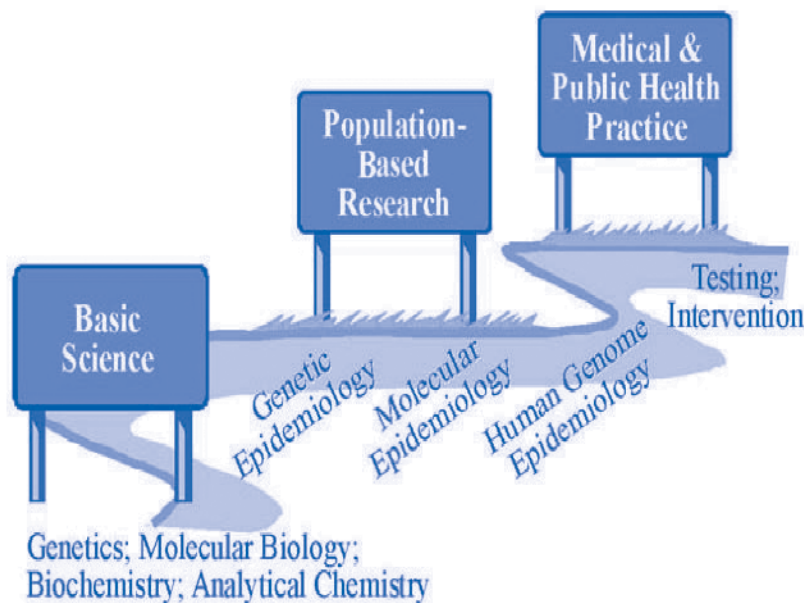 Medical &
Public Health
Practice
Population-
Based
Research
Basic
Science
Testing;
Intervention
Genetic
Epidemiology
Molecular
Epidemiology
Human Genome
Epidemiology
Genetics; Molecular Biology;
Biochemistry; Analytical Chemistry